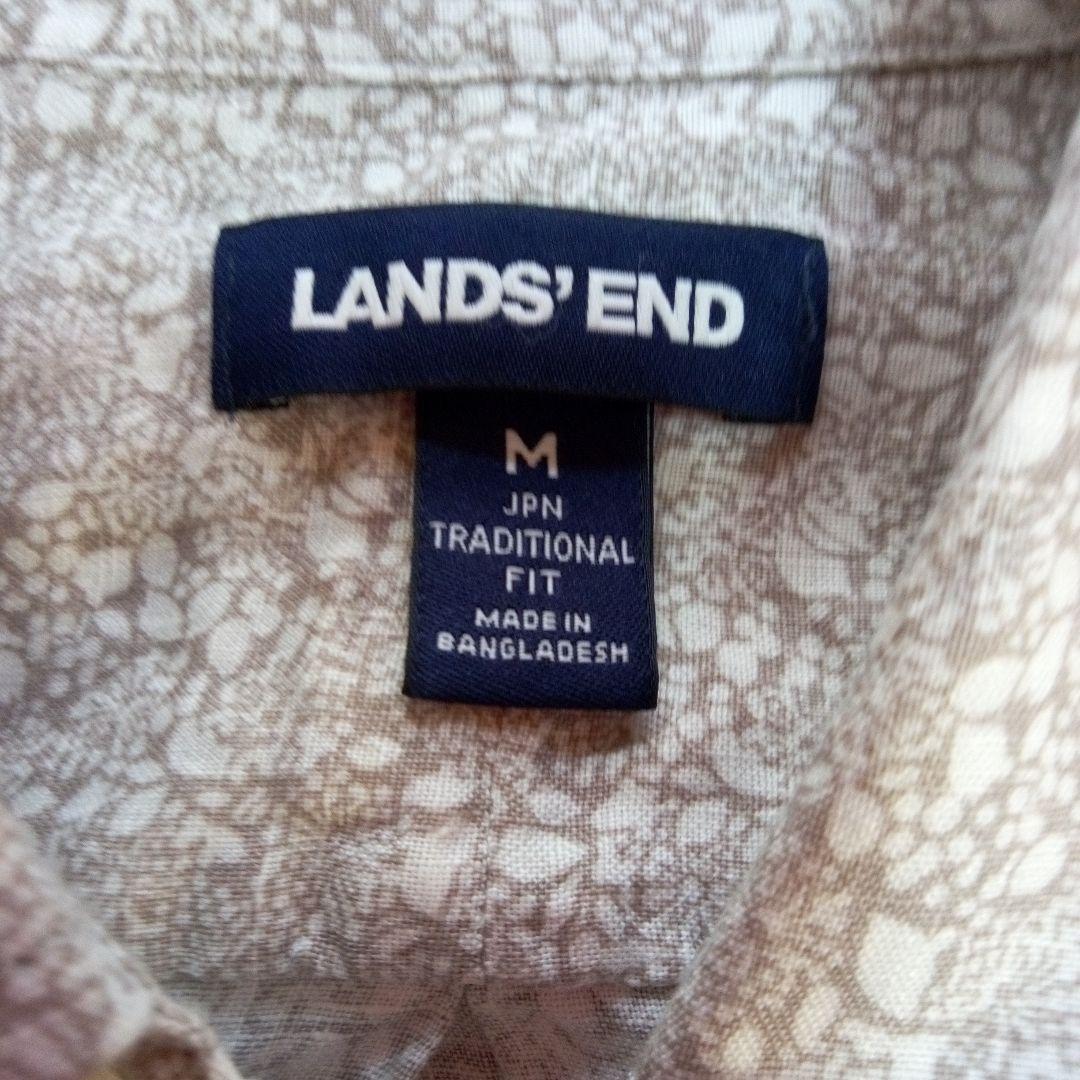 LANDS' END
M
JPN
TRADITIONAL
FIT
MADE IN
BANGLADESH